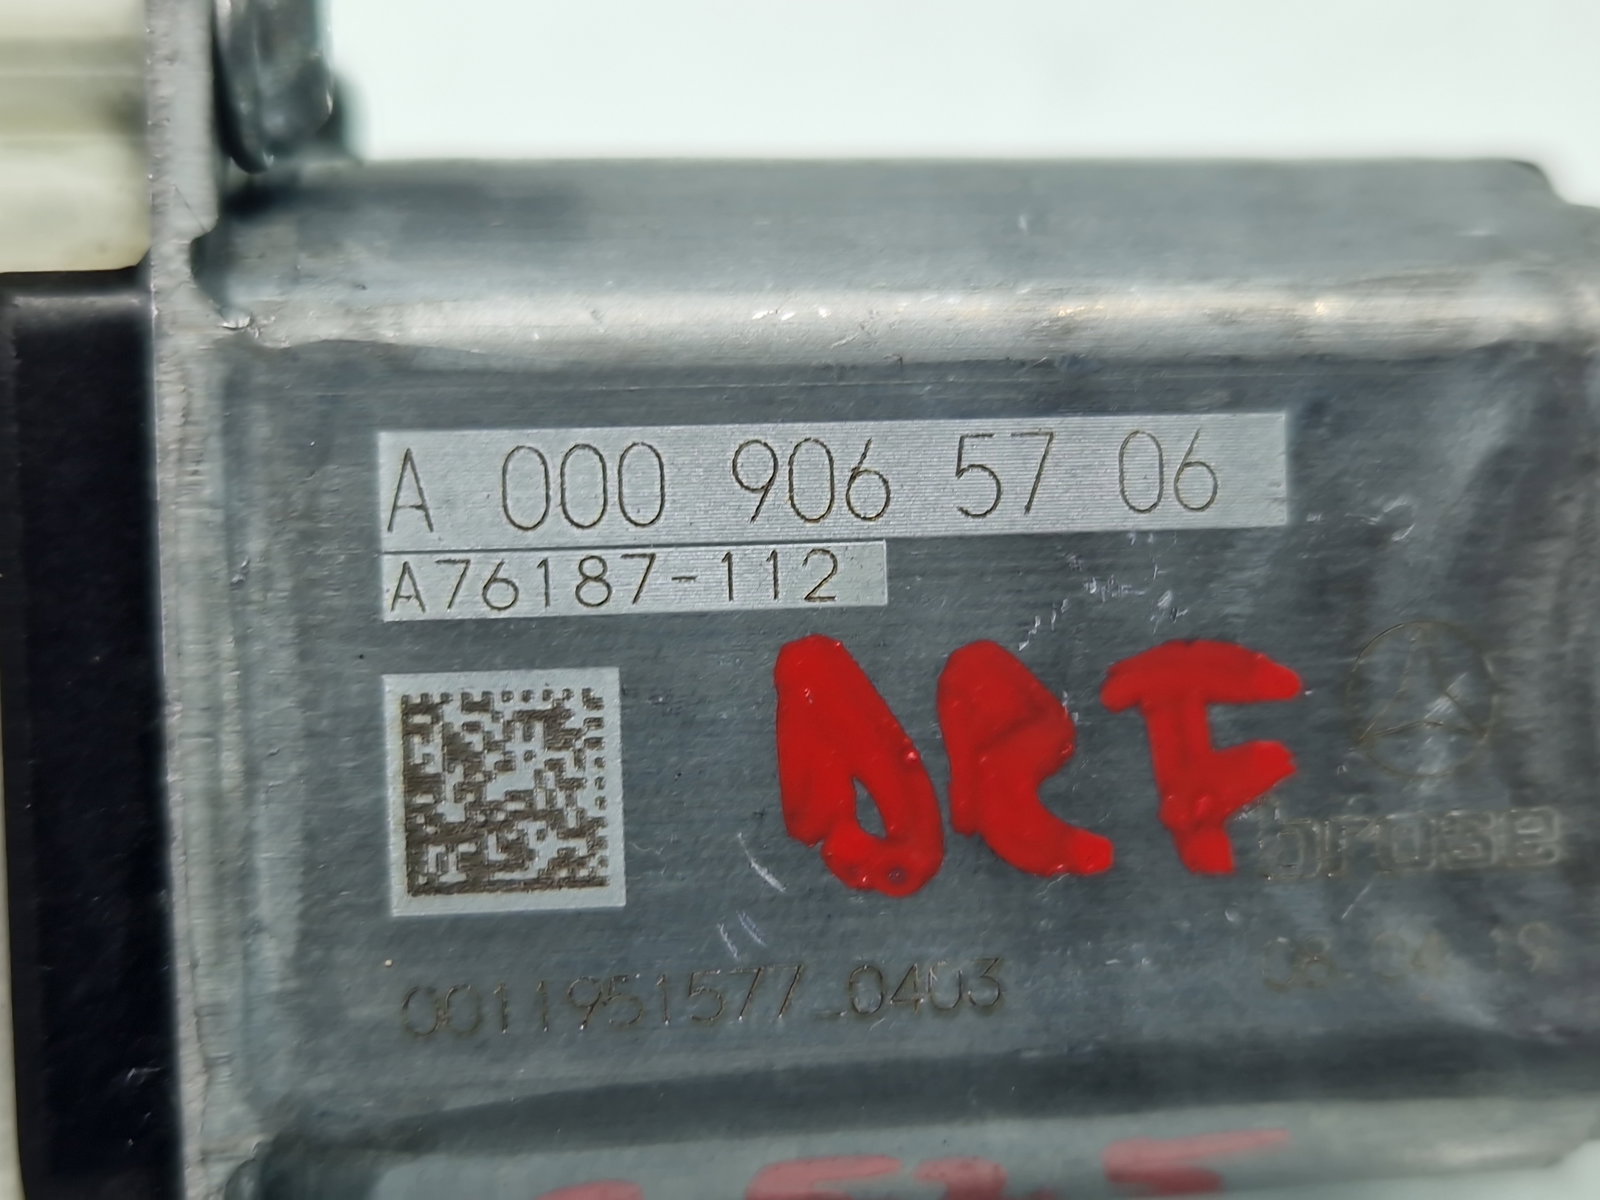 A 000 906 57 06
A76187-112
DRF
brose
0011951577_0403